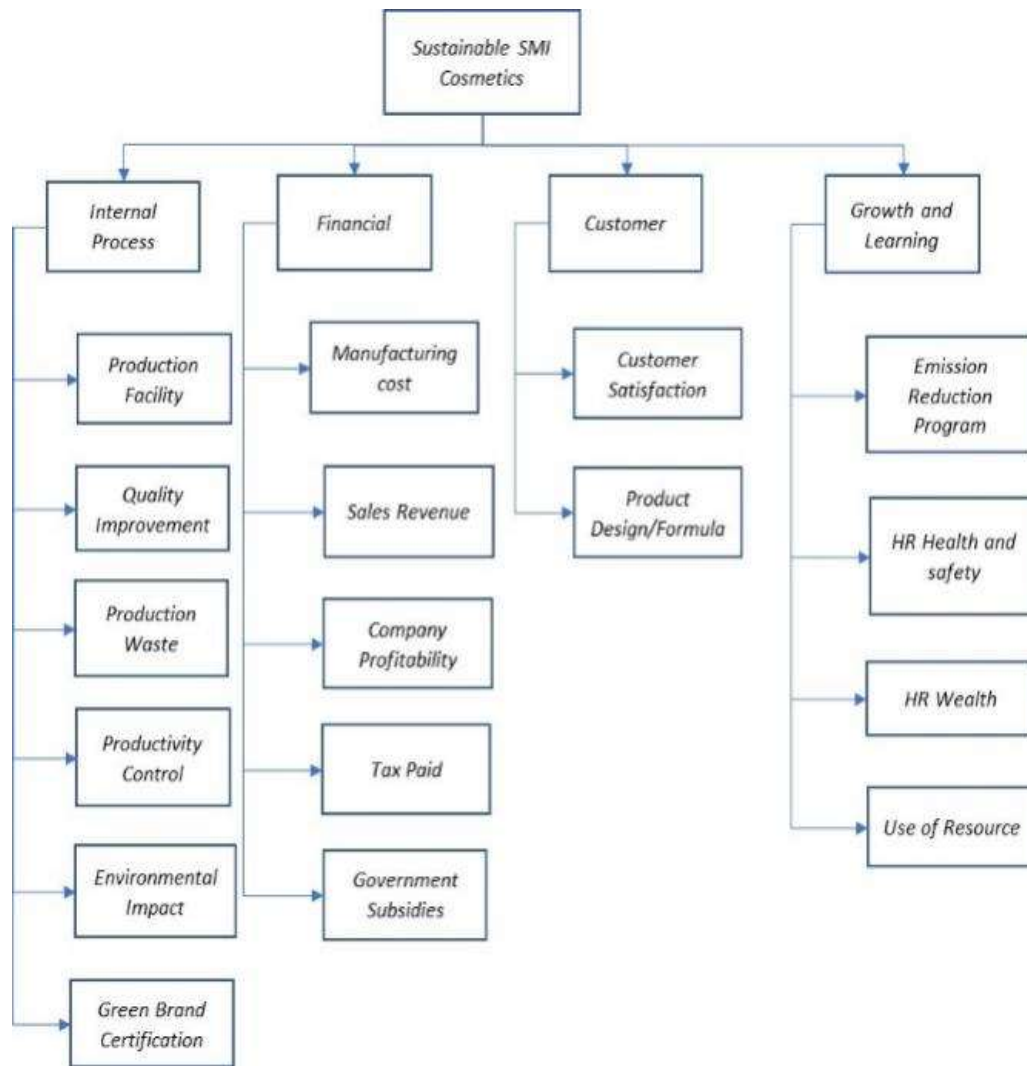 Sustainable SMI
Cosmetics
Internal
Process
Financial
Customer
Growth and
Learning
Production
Facility
Quality
Improvement
Production
Waste
Productivity
Control
Environmental
Impact
Green Brand
Certification
Manufacturing
cost
Sales Revenue
Company
Profitability
Tax Paid
Government
Subsidies
Customer
Satisfaction
Product
Design/Formula
Emission
Reduction
Program
HR Health and
safety
HR Wealth
Use of Resource